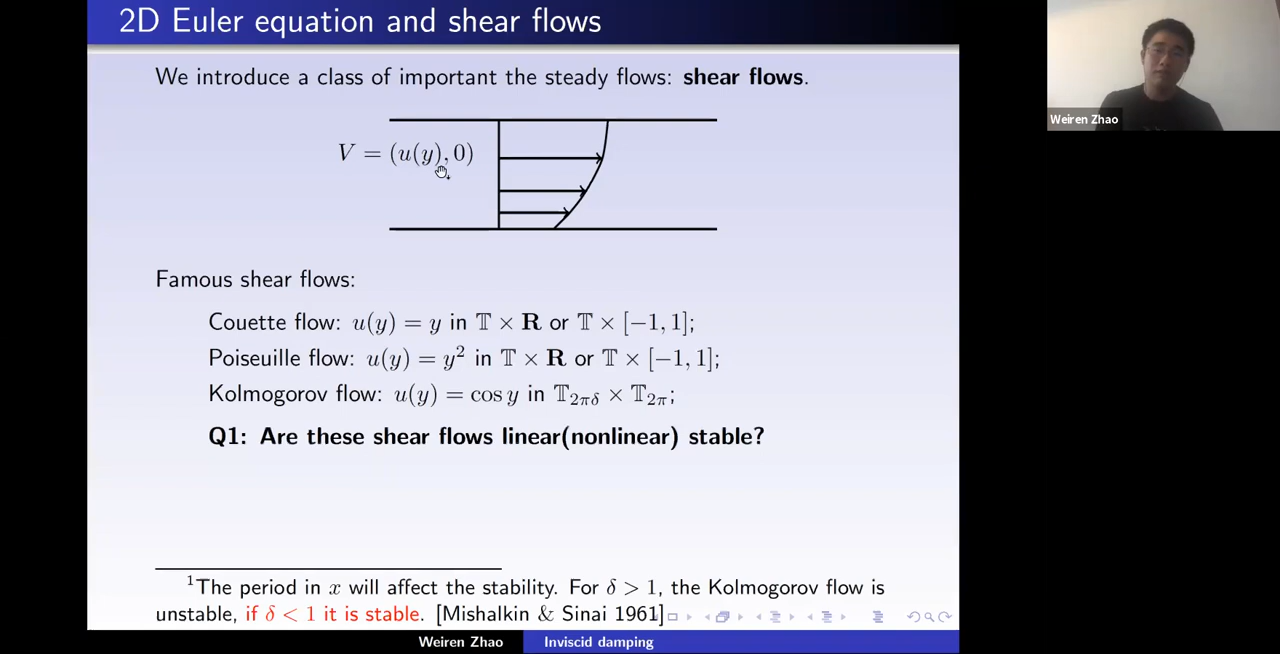 2D Euler equation and shear flows
We introduce a class of important the steady flows: shear flows.
V = (u(y), 0)
Famous shear flows:
Couette flow: u(y) = y in 𝕋 × R or 𝕋 × [−1, 1];
Poiseuille flow: u(y) = y² in 𝕋 × R or 𝕋 × [−1, 1];
Kolmogorov flow: u(y) = cos y in 𝕋_{2πδ} × 𝕋_{2π};
Q1: Are these shear flows linear(nonlinear) stable?
¹The period in x will affect the stability. For δ > 1, the Kolmogorov flow is
unstable, if δ < 1 it is stable. [Mishalkin & Sinai 1961]
Weiren Zhao Inviscid damping
Weiren Zhao